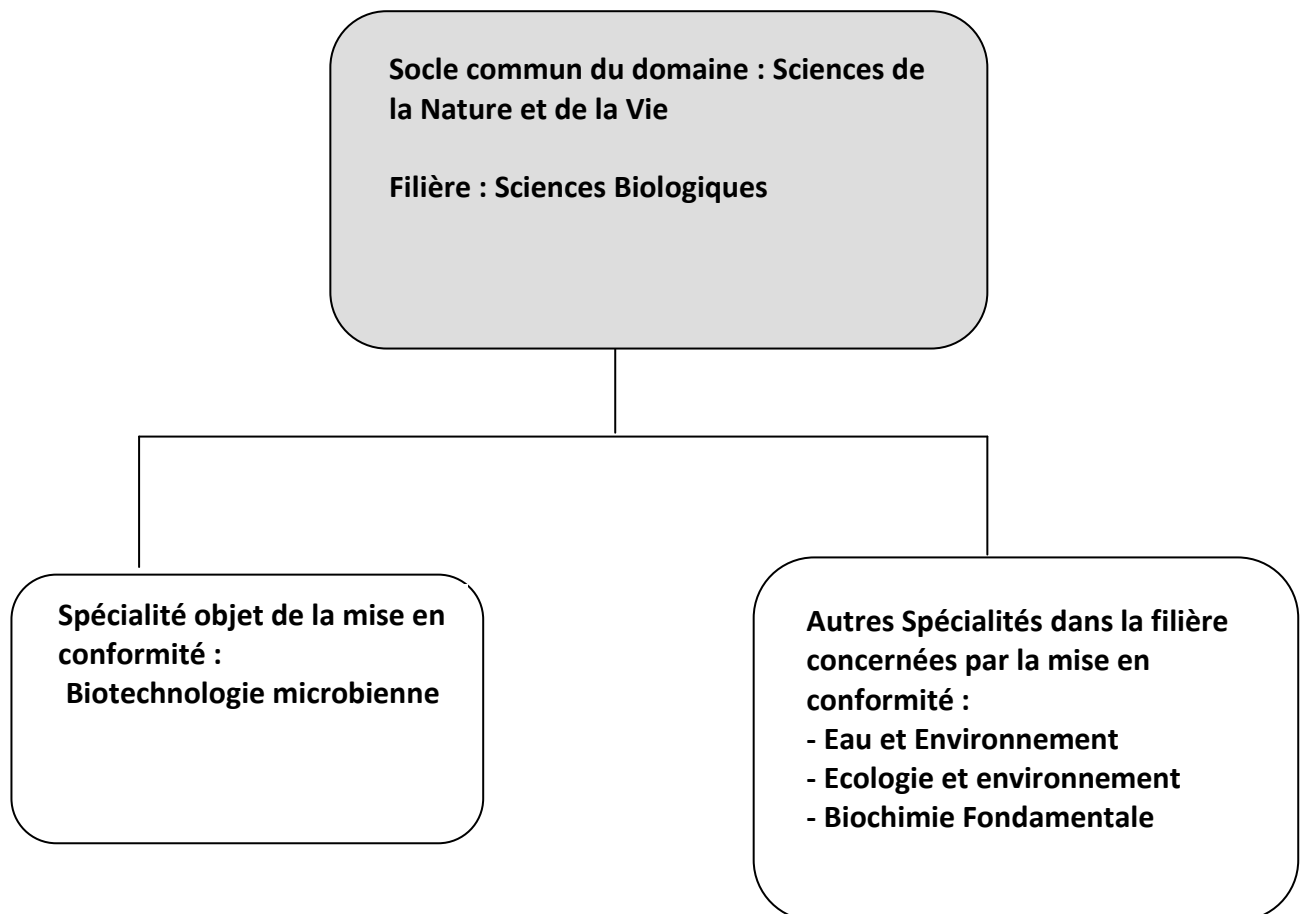 Socle commun du domaine : Sciences de
la Nature et de la Vie
Filière : Sciences Biologiques
Spécialité objet de la mise en
conformité :
Biotechnologie microbienne
Autres Spécialités dans la filière
concernées par la mise en
conformité :
- Eau et Environnement
- Ecologie et environnement
- Biochimie Fondamentale